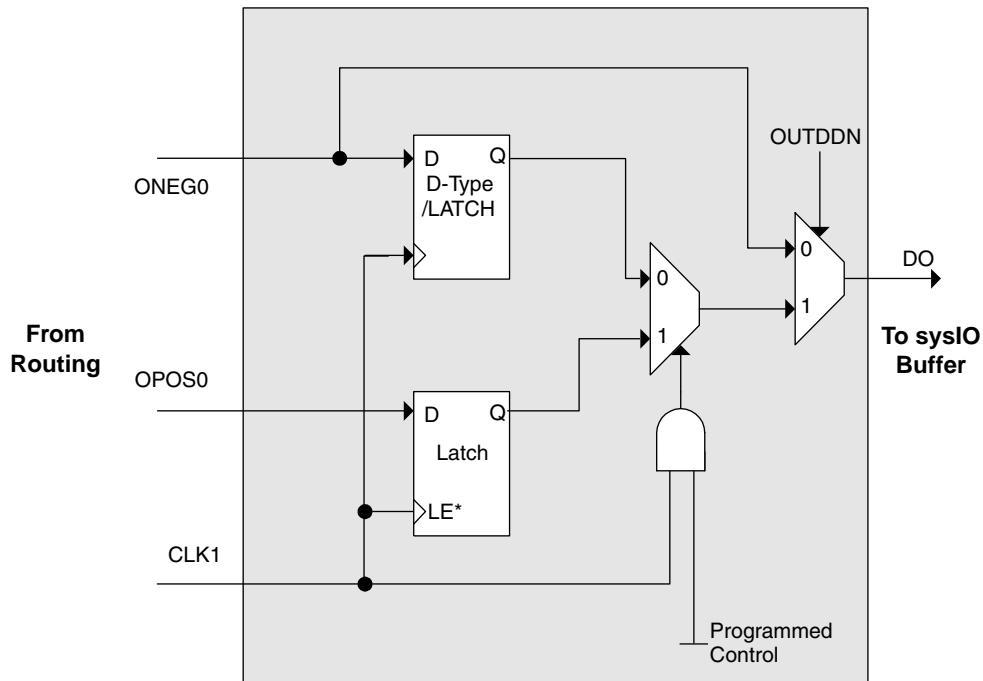 OUTDDN
ONEG0
D Q
D-Type
/LATCH
0
DO
0
1
1
From
Routing
To sysIO
Buffer
OPOS0
D Q
Latch
LE*
CLK1
Programmed
Control